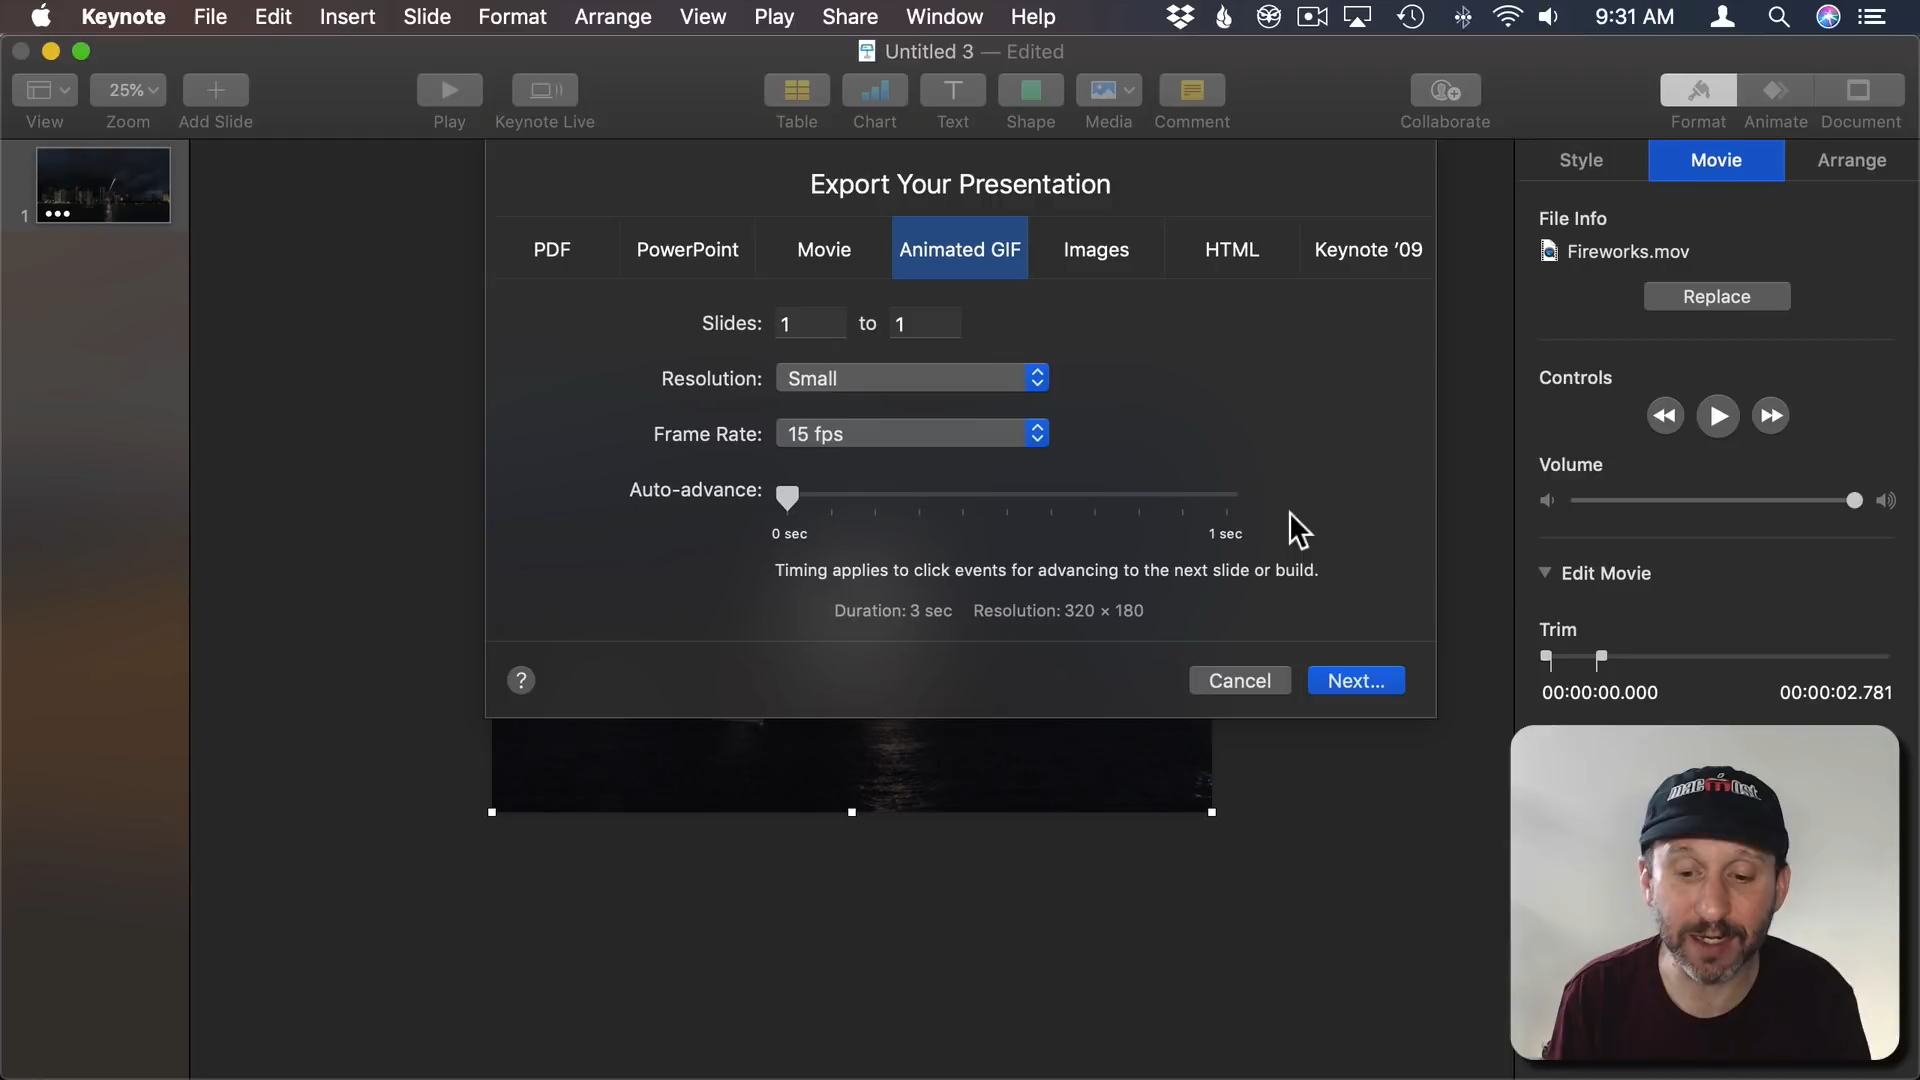 Keynote File Edit Insert Slide Format Arrange View Play Share Window Help 9:31 AM
Untitled 3 — Edited
25%
View Zoom Add Slide Play Keynote Live Table Chart Text Shape Media Comment Collaborate Format Animate Document
1
Export Your Presentation
PDF PowerPoint Movie Animated GIF Images HTML Keynote ’09
Slides: 1 to 1
Resolution: Small
Frame Rate: 15 fps
Auto-advance:
0 sec 1 sec
Timing applies to click events for advancing to the next slide or build.
Duration: 3 sec Resolution: 320 × 180
? Cancel Next...
Style Movie Arrange
File Info
Fireworks.mov
Replace
Controls
Volume
Edit Movie
Trim
00:00:00.000 00:00:02.781
macmost